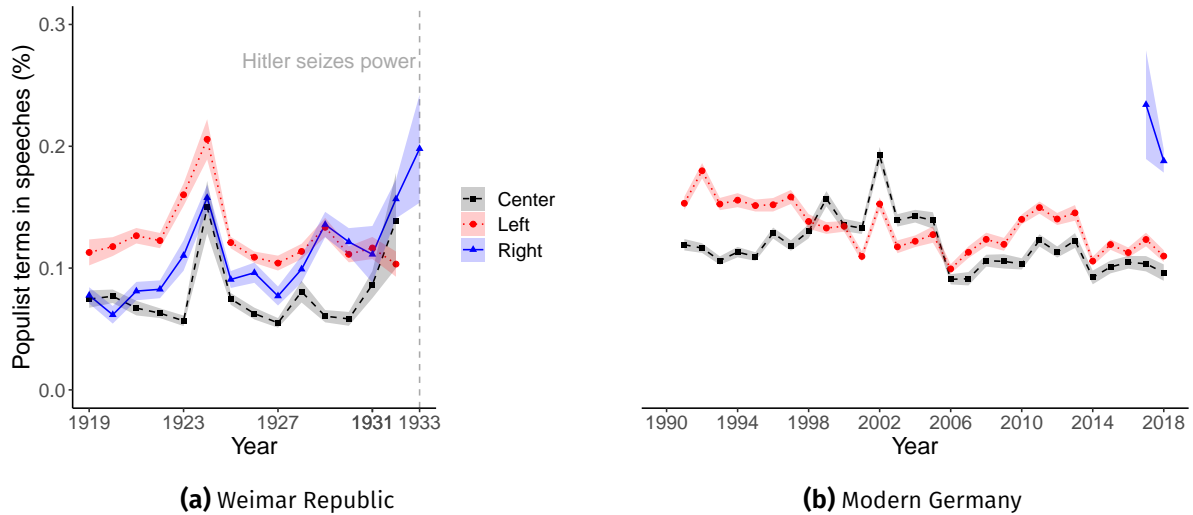 Populist terms in speeches (%)
0.3
0.2
0.1
0.0
Hitler seizes power
1919
1923
1927
1931
1933
Year
Center
Left
Right
1990
1994
1998
2002
2006
2010
2014
2018
Year
(a) Weimar Republic
(b) Modern Germany